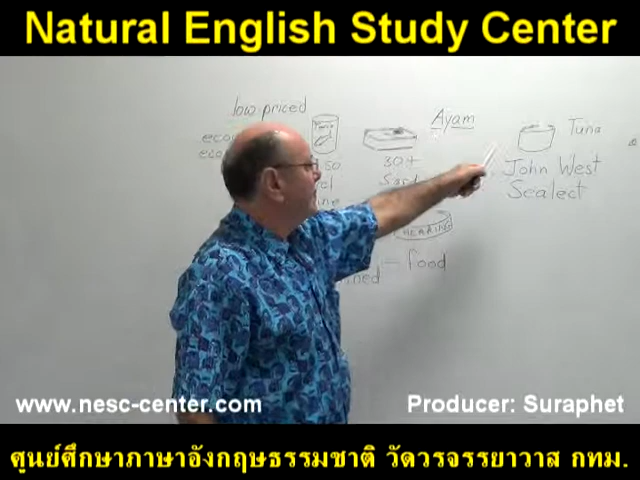 Natural English Study Center
low priced
Ayam
Tuna
30+
John West
Sealect
HERRING
food
www.nesc-center.com
Producer: Suraphet
ศูนย์ศึกษาภาษาอังกฤษธรรมชาติ วัดวรจรรยาวาส กทม.